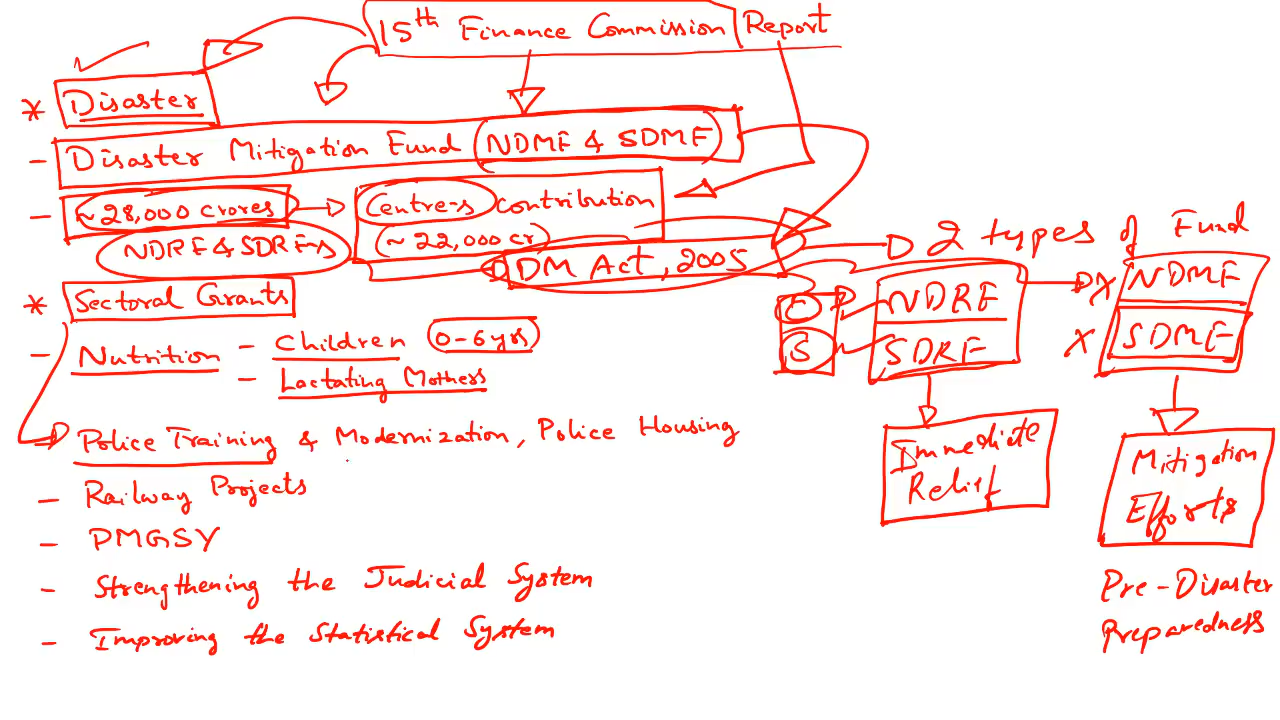 15th Finance Commission Report
* Disaster
- Disaster Mitigation Fund (NDMF & SDMF)
- ~28,000 crores → Centre-s contribution
(~22,000 cr)
NDRF & SDRF-s
DM Act, 2005
2 types of Fund
NDRF
SDRF
NDMF
SDMF
S
Immediate
Relief
Mitigation
Efforts
Pre-Disaster
Preparedness
* Sectoral Grants
- Nutrition - Children (0-6yrs)
- Lactating Mothers
- Police Training & Modernization, Police Housing
- Railway Projects
- PMGSY
- Strengthening the Judicial System
- Improving the Statistical System